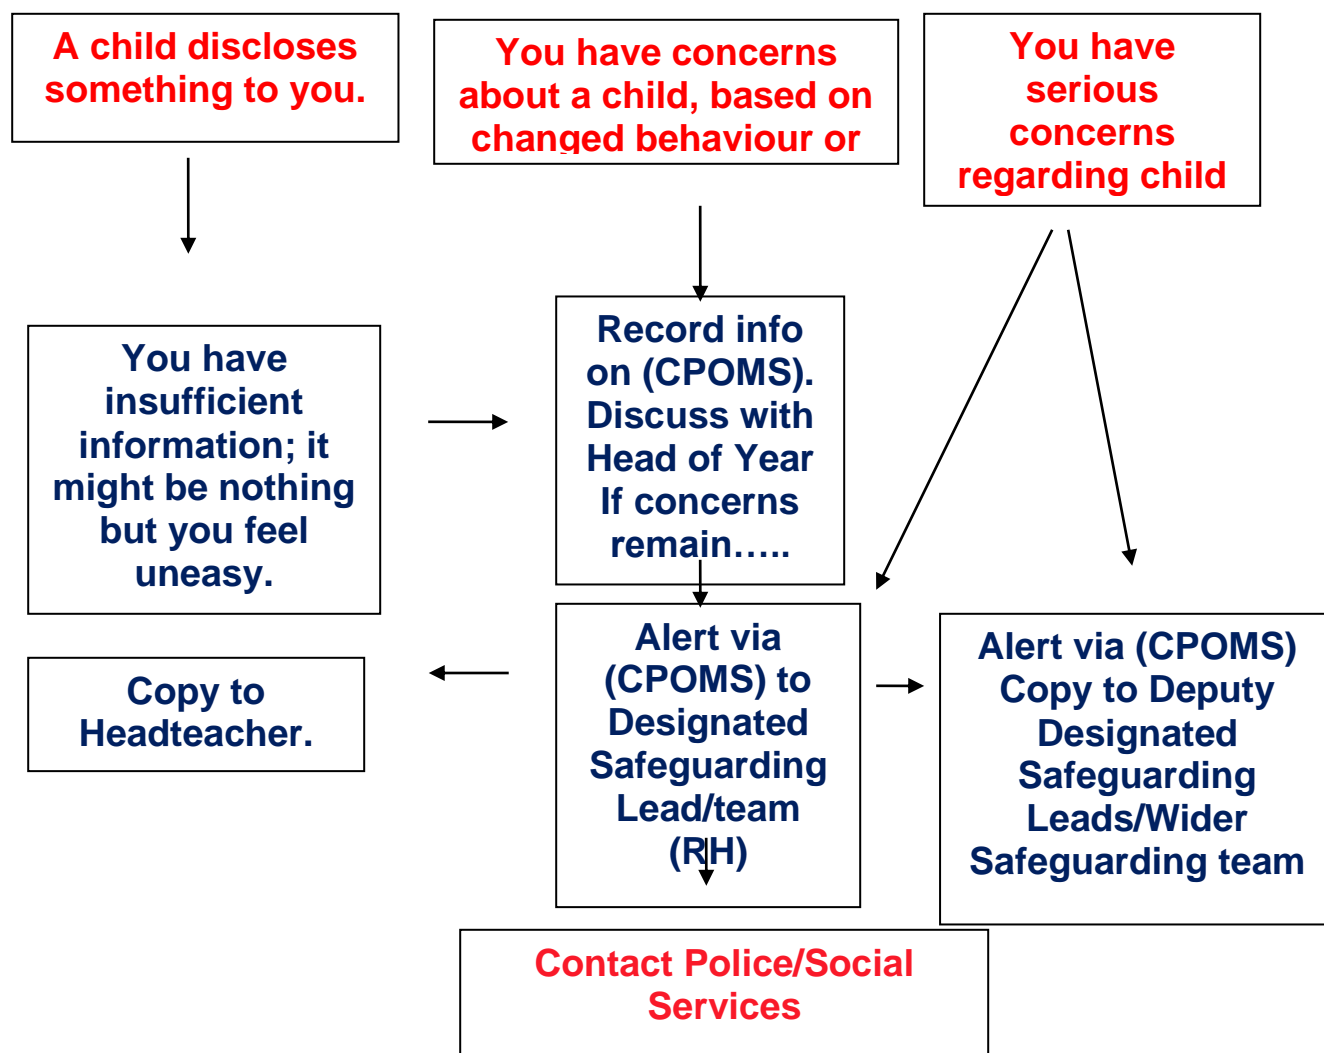 A child discloses
something to you.
You have concerns
about a child, based on
changed behaviour or
You have
serious
concerns
regarding child
You have
insufficient
information; it
might be nothing
but you feel
uneasy.
Record info
on (CPOMS).
Discuss with
Head of Year
If concerns
remain…..
Copy to
Headteacher.
Alert via
(CPOMS) to
Designated
Safeguarding
Lead/team
(RH)
Alert via (CPOMS)
Copy to Deputy
Designated
Safeguarding
Leads/Wider
Safeguarding team
Contact Police/Social
Services